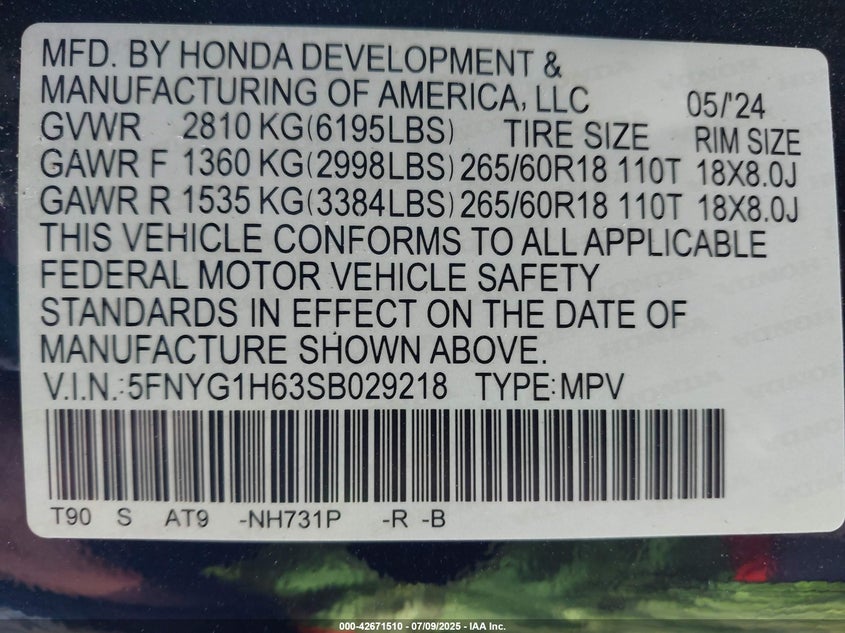 MFD. BY HONDA DEVELOPMENT &
MANUFACTURING OF AMERICA, LLC 05/'24
GVWR 2810 KG(6195LBS) TIRE SIZE RIM SIZE
GAWR F 1360 KG(2998LBS) 265/60R18 110T 18X8.0J
GAWR R 1535 KG(3384LBS) 265/60R18 110T 18X8.0J
THIS VEHICLE CONFORMS TO ALL APPLICABLE
FEDERAL MOTOR VEHICLE SAFETY
STANDARDS IN EFFECT ON THE DATE OF
MANUFACTURE SHOWN ABOVE.
V.I.N.: 5FNYG1H63SB029218 TYPE: MPV
T90 S AT9 -NH731P -R -B
000-42671510 - 07/09/2025 - IAA Inc.